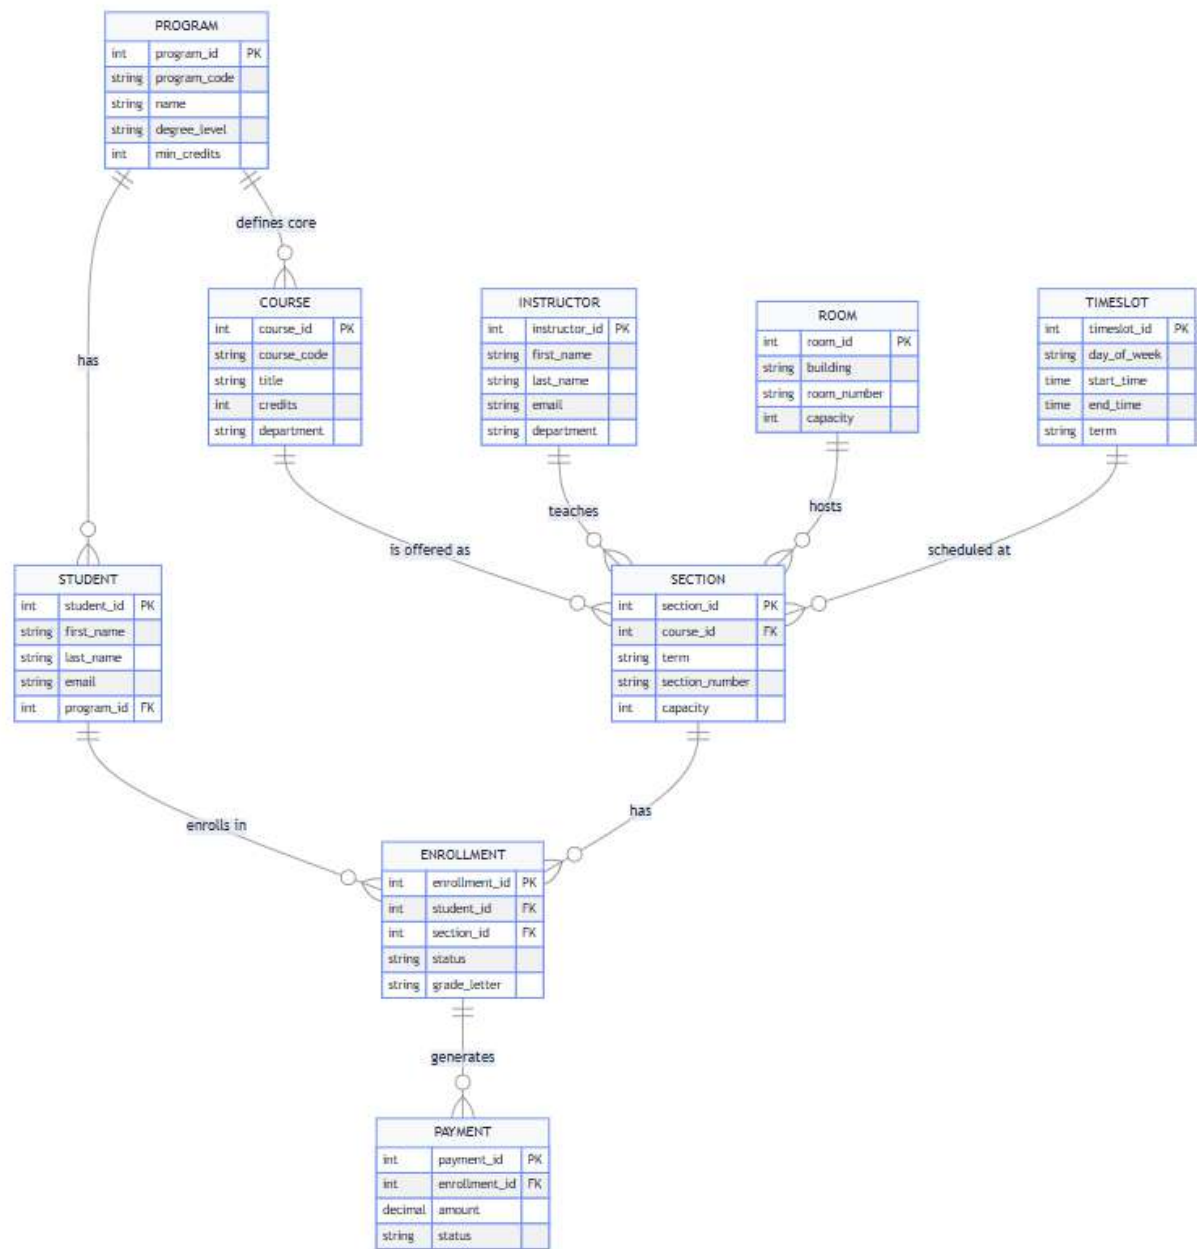 PROGRAM
int program_id PK
string program_code
string name
string degree_level
int min_credits
defines core
has
COURSE
int course_id PK
string course_code
string title
int credits
string department
INSTRUCTOR
int instructor_id PK
string first_name
string last_name
string email
string department
ROOM
int room_id PK
string building
string room_number
int capacity
TIMESLOT
int timeslot_id PK
string day_of_week
time start_time
time end_time
string term
is offered as
teaches
hosts
scheduled at
STUDENT
int student_id PK
string first_name
string last_name
string email
int program_id FK
SECTION
int section_id PK
int course_id FK
string term
string section_number
int capacity
enrolls in
has
ENROLLMENT
int enrollment_id PK
int student_id FK
int section_id FK
string status
string grade_letter
generates
PAYMENT
int payment_id PK
int enrollment_id FK
decimal amount
string status